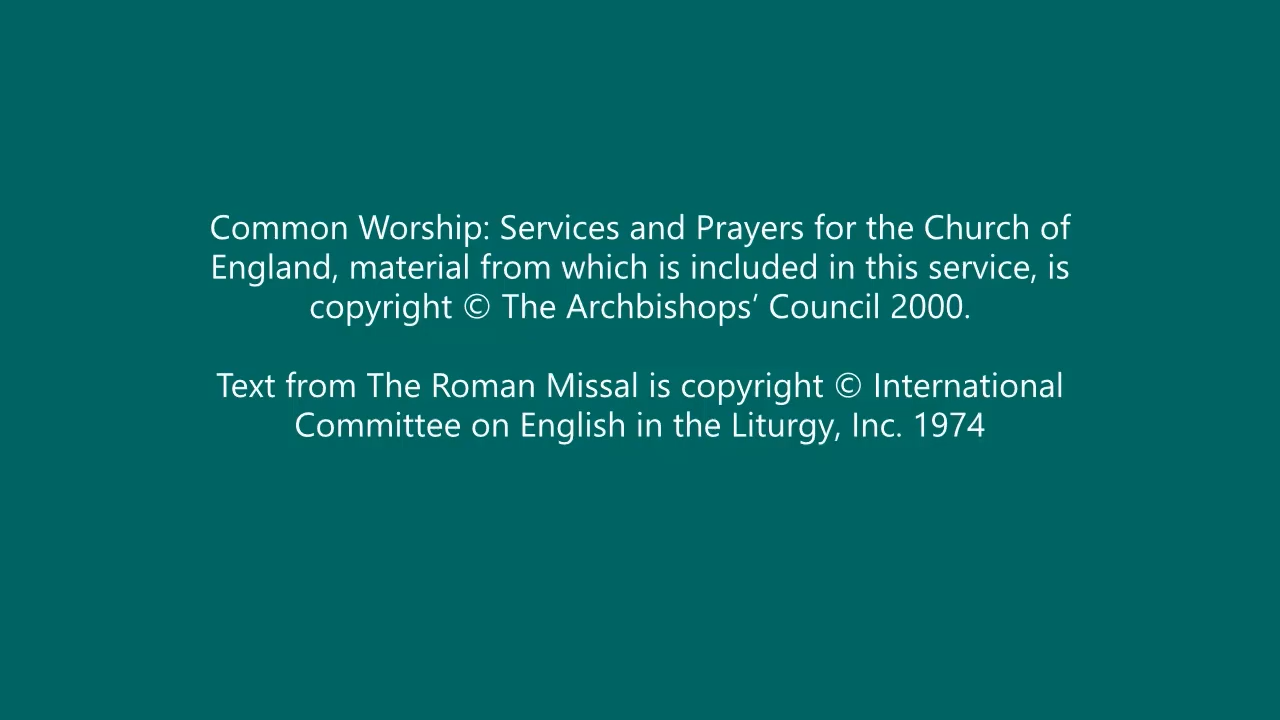 Common Worship: Services and Prayers for the Church of
England, material from which is included in this service, is
copyright © The Archbishops’ Council 2000.
Text from The Roman Missal is copyright © International
Committee on English in the Liturgy, Inc. 1974